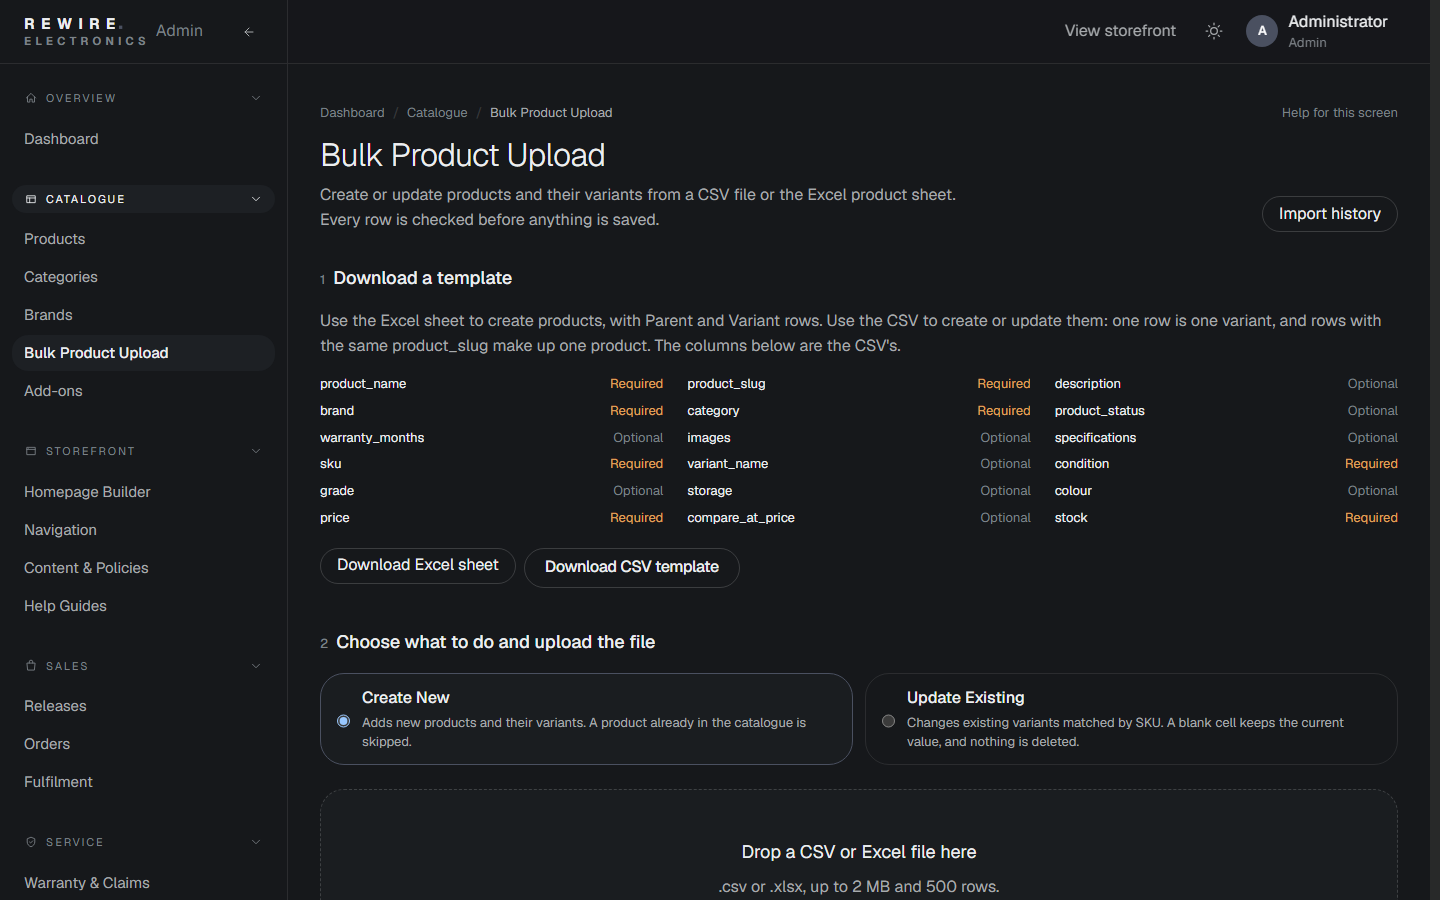 REWIRE.
ELECTRONICS
Admin
View storefront
A
Administrator
Admin
OVERVIEW
Dashboard
CATALOGUE
Products
Categories
Brands
Bulk Product Upload
Add-ons
STOREFRONT
Homepage Builder
Navigation
Content & Policies
Help Guides
SALES
Releases
Orders
Fulfilment
SERVICE
Warranty & Claims
Dashboard / Catalogue / Bulk Product Upload
Help for this screen
Bulk Product Upload
Create or update products and their variants from a CSV file or the Excel product sheet.
Every row is checked before anything is saved.
Import history
1 Download a template
Use the Excel sheet to create products, with Parent and Variant rows. Use the CSV to create or update them: one row is one variant, and rows with
the same product_slug make up one product. The columns below are the CSV's.
product_name Required product_slug Required description Optional
brand Required category Required product_status Optional
warranty_months Optional images Optional specifications Optional
sku Required variant_name Optional condition Required
grade Optional storage Optional colour Optional
price Required compare_at_price Optional stock Required
Download Excel sheet
Download CSV template
2 Choose what to do and upload the file
Create New
Adds new products and their variants. A product already in the catalogue is
skipped.
Update Existing
Changes existing variants matched by SKU. A blank cell keeps the current
value, and nothing is deleted.
Drop a CSV or Excel file here
.csv or .xlsx, up to 2 MB and 500 rows.